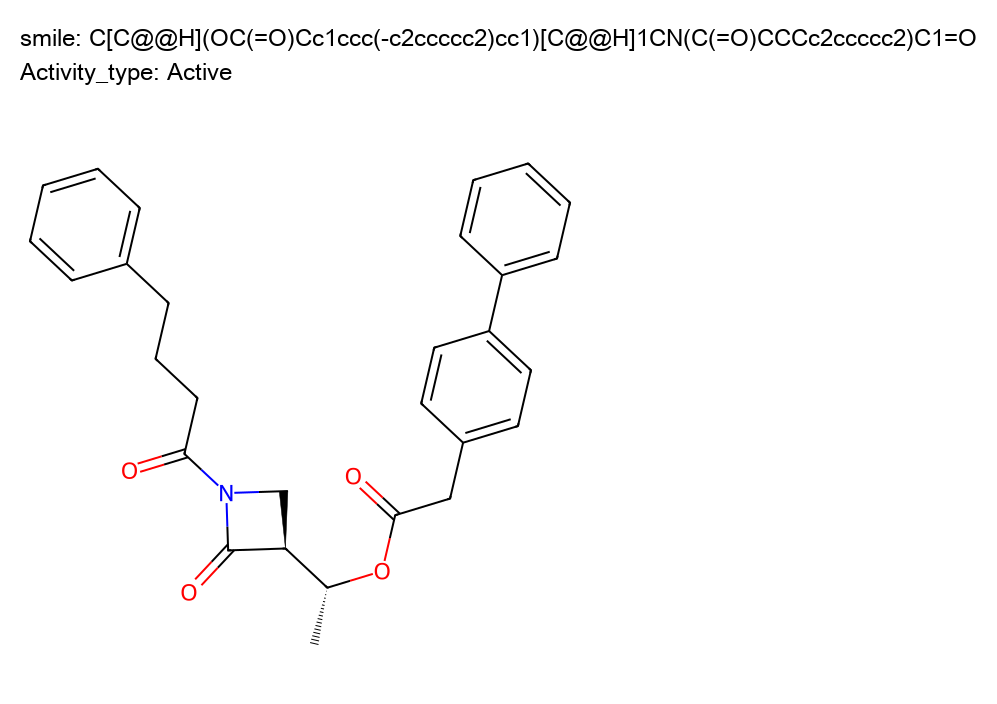 smile: C[C@@H](OC(=O)Cc1ccc(-c2ccccc2)cc1)[C@@H]1CN(C(=O)CCCc2ccccc2)C1=O
Activity_type: Active
O
N
O
O
O